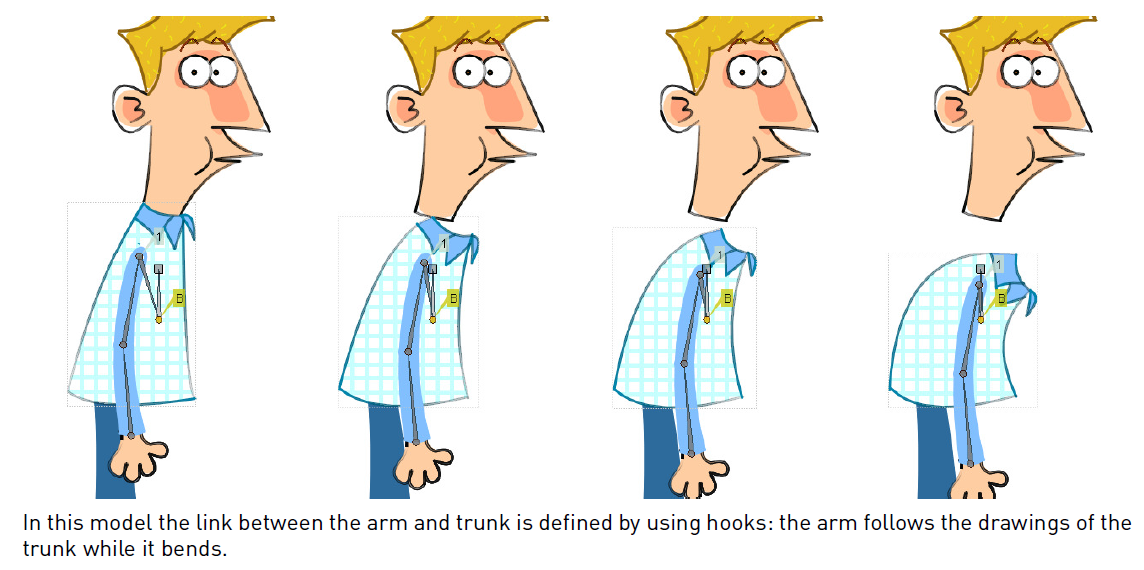 1
B
1
B
1
B
1
B
In this model the link between the arm and trunk is defined by using hooks: the arm follows the drawings of the
trunk while it bends.